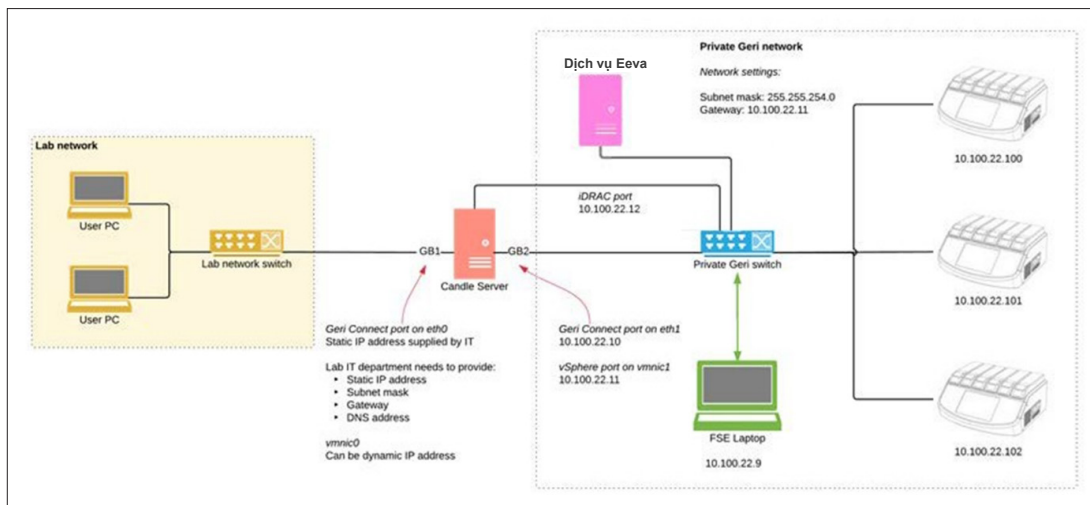 Lab network
User PC
User PC
Lab network switch
GB1
GB2
Candle Server
Geri Connect port on eth0
Static IP address supplied by IT
Lab IT department needs to provide:
• Static IP address
• Subnet mask
• Gateway
• DNS address
vmnic0
Can be dynamic IP address
Dịch vụ Eeva
Private Geri network
Network settings:
Subnet mask: 255.255.254.0
Gateway: 10.100.22.11
iDRAC port
10.100.22.12
Private Geri switch
Geri Connect port on eth1
10.100.22.10
vSphere port on vmnic1
10.100.22.11
FSE Laptop
10.100.22.9
10.100.22.100
10.100.22.101
10.100.22.102